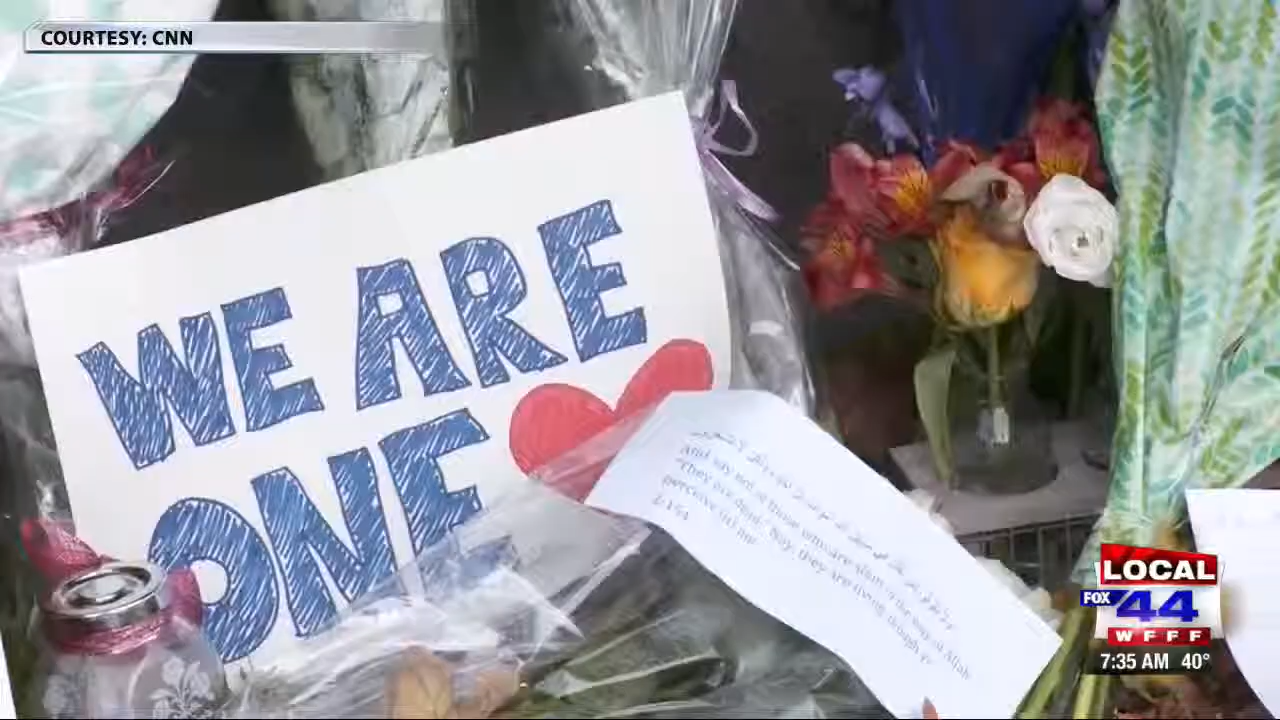 COURTESY: CNN
WE ARE
ONE
and say not of those who are slain in the way of Allah
"They are dead." Nay, they are living, though ye
perceive (it) not.
2:154
LOCAL
FOX 44
WFFF
7:35 AM 40°